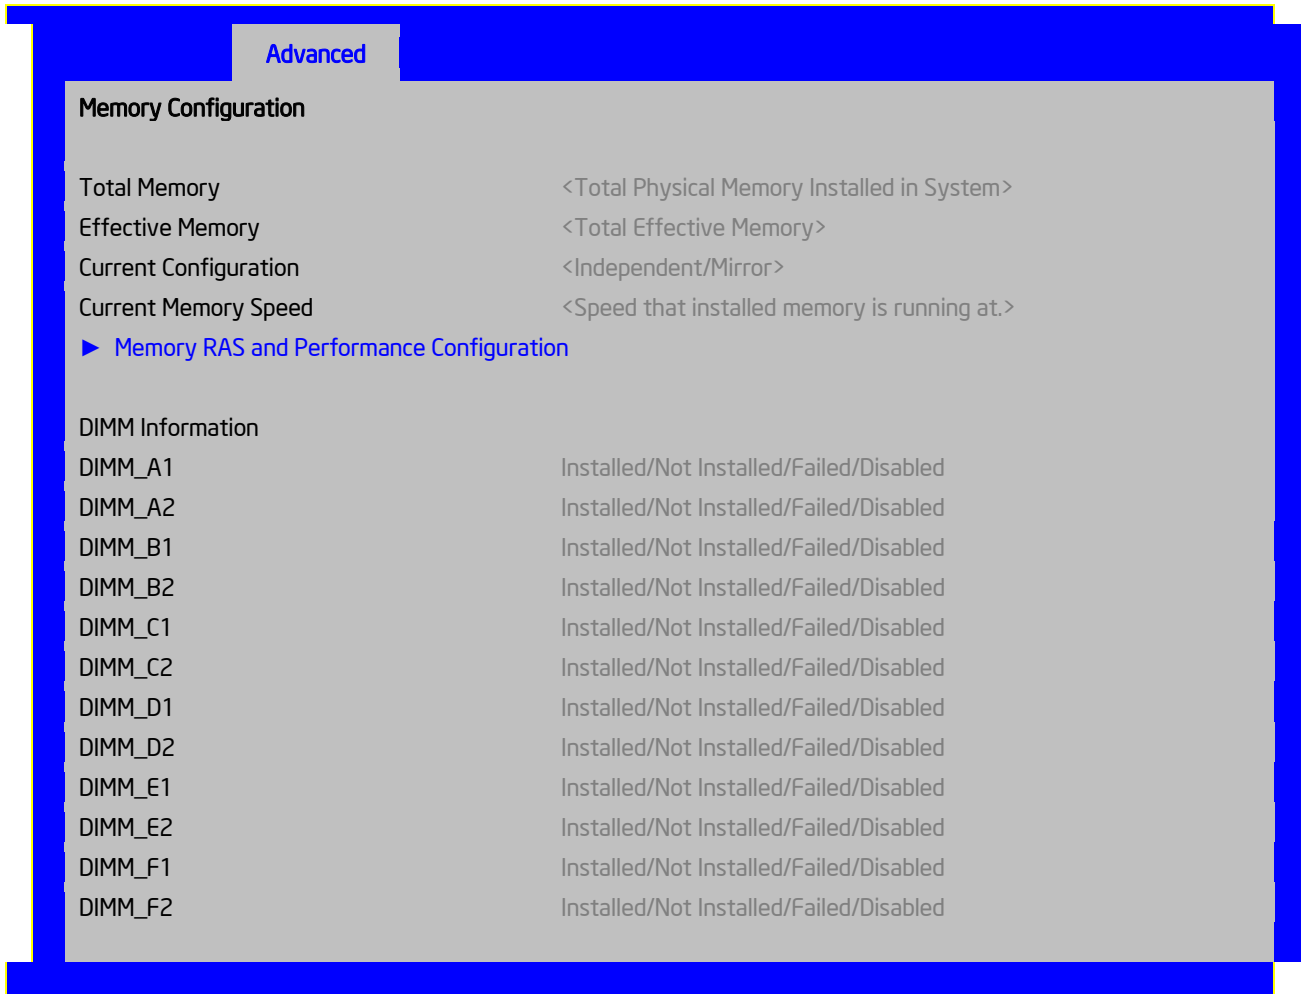 Advanced
Memory Configuration
Total Memory <Total Physical Memory Installed in System>
Effective Memory <Total Effective Memory>
Current Configuration <Independent/Mirror>
Current Memory Speed <Speed that installed memory is running at.>
► Memory RAS and Performance Configuration
DIMM Information
DIMM_A1 Installed/Not Installed/Failed/Disabled
DIMM_A2 Installed/Not Installed/Failed/Disabled
DIMM_B1 Installed/Not Installed/Failed/Disabled
DIMM_B2 Installed/Not Installed/Failed/Disabled
DIMM_C1 Installed/Not Installed/Failed/Disabled
DIMM_C2 Installed/Not Installed/Failed/Disabled
DIMM_D1 Installed/Not Installed/Failed/Disabled
DIMM_D2 Installed/Not Installed/Failed/Disabled
DIMM_E1 Installed/Not Installed/Failed/Disabled
DIMM_E2 Installed/Not Installed/Failed/Disabled
DIMM_F1 Installed/Not Installed/Failed/Disabled
DIMM_F2 Installed/Not Installed/Failed/Disabled